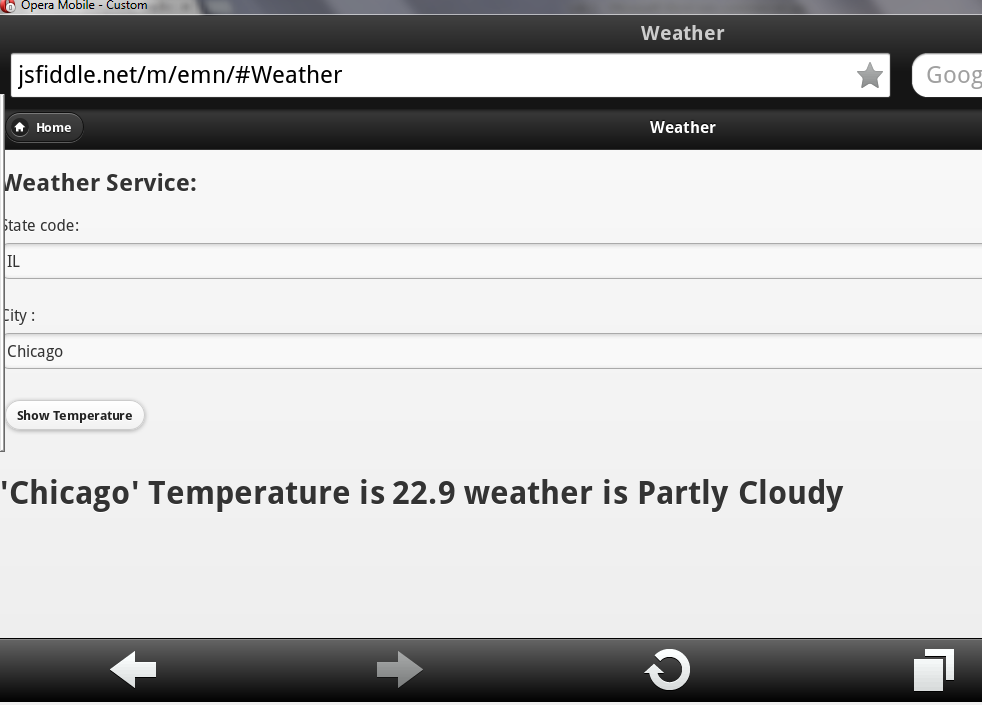 Opera Mobile - Custom
Weather
jsfiddle.net/m/emn/#Weather
Goog
Home
Weather
Weather Service:
State code:
IL
City :
Chicago
Show Temperature
'Chicago' Temperature is 22.9 weather is Partly Cloudy